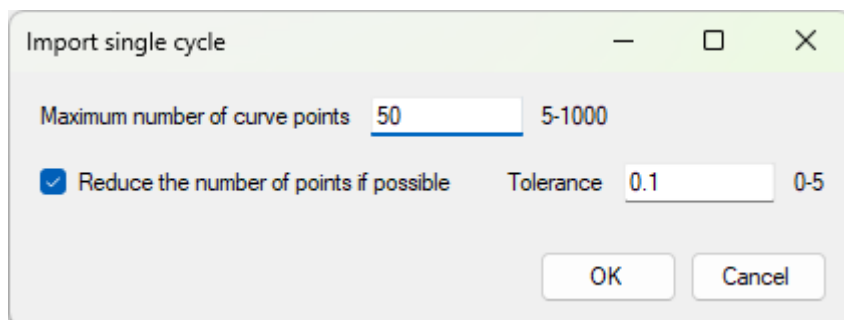 Import single cycle
Maximum number of curve points 50 5-1000
Reduce the number of points if possible Tolerance 0.1 0-5
OK Cancel